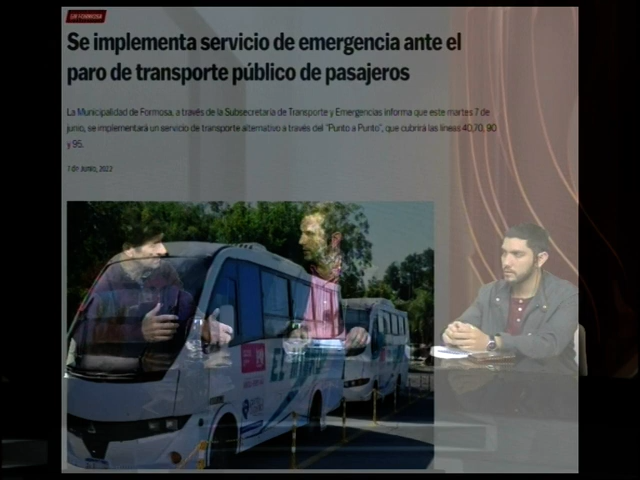 EN FORMOSA
Se implementa servicio de emergencia ante el
paro de transporte público de pasajeros
La Municipalidad de Formosa, a través de la Subsecretaría de Transporte y Emergencias informa que este martes 7 de
junio, se implementará un servicio de transporte alternativo a través del "Punto a Punto", que cubrirá las líneas 40,70, 90
y 95.
7 de Junio, 2022